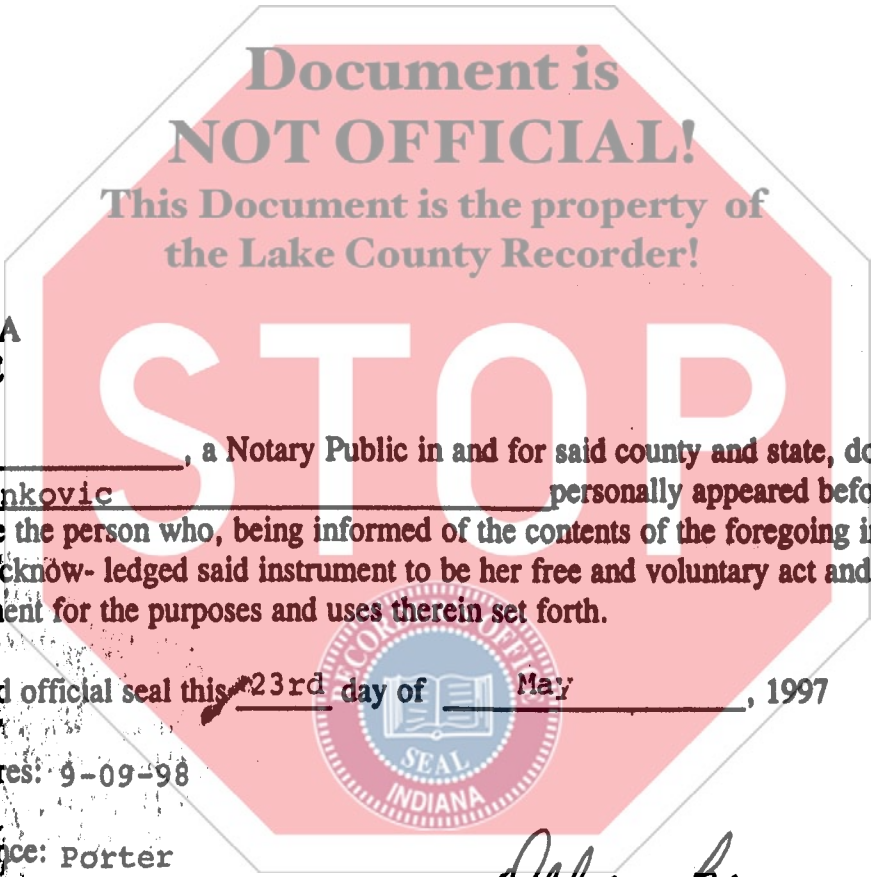 Document is
NOT OFFICIAL!
This Document is the property of
the Lake County Recorder!
STOP
A
, a Notary Public in and for said county and state, do
nkovic personally appeared befo
e the person who, being informed of the contents of the foregoing in
cknow- ledged said instrument to be her free and voluntary act and
ent for the purposes and uses therein set forth.
d official seal this 23rd day of May, 1997
RECORDER'S OFFICE
SEAL
INDIANA
res: 9-09-98
nce: Porter